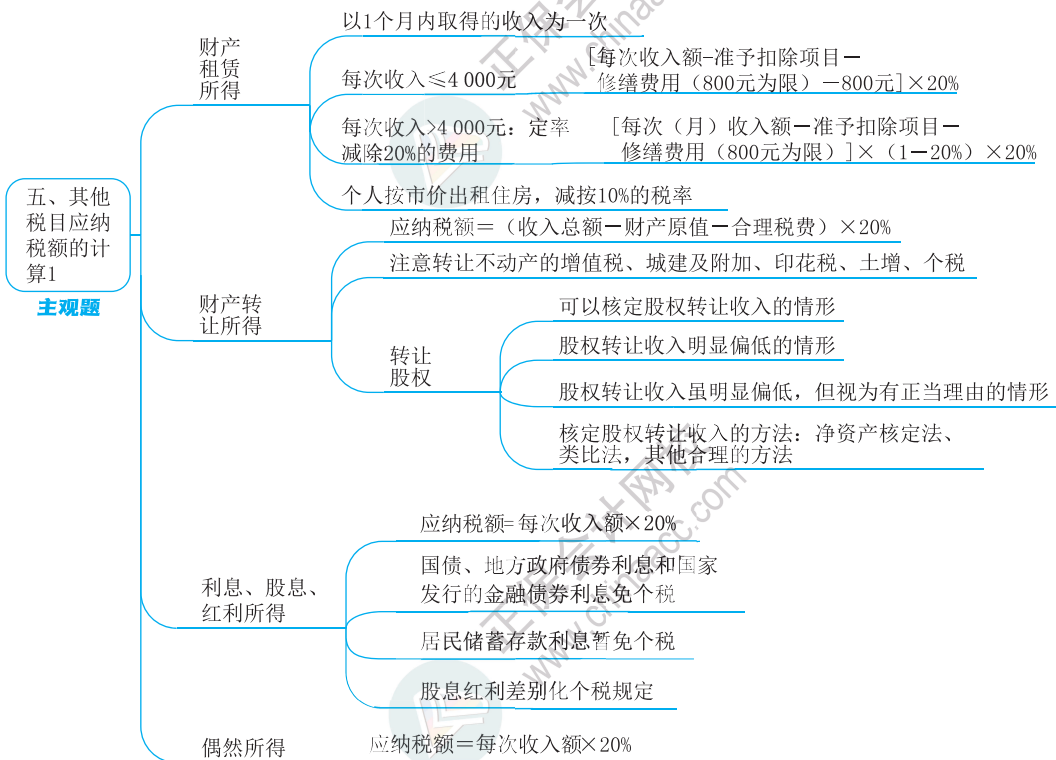 五、其他
税目应纳
税额的计
算1
主观题
财产
租赁
所得
以1个月内取得的收入为一次
每次收入≤4 000元
[每次收入额-准予扣除项目-
修缮费用（800元为限）-800元]×20%
每次收入>4 000元：定率
减除20%的费用
[每次（月）收入额-准予扣除项目-
修缮费用（800元为限）]×（1-20%）×20%
个人按市价出租住房，减按10%的税率
财产转
让所得
应纳税额=（收入总额-财产原值-合理税费）×20%
注意转让不动产的增值税、城建及附加、印花税、土增、个税
转让
股权
可以核定股权转让收入的情形
股权转让收入明显偏低的情形
股权转让收入虽明显偏低，但视为有正当理由的情形
核定股权转让收入的方法：净资产核定法、
类比法，其他合理的方法
利息、股息、
红利所得
应纳税额=每次收入额×20%
国债、地方政府债券利息和国家
发行的金融债券利息免个税
居民储蓄存款利息暂免个税
股息红利差别化个税规定
偶然所得
应纳税额=每次收入额×20%
正保会计网校
www.chinaacc.com